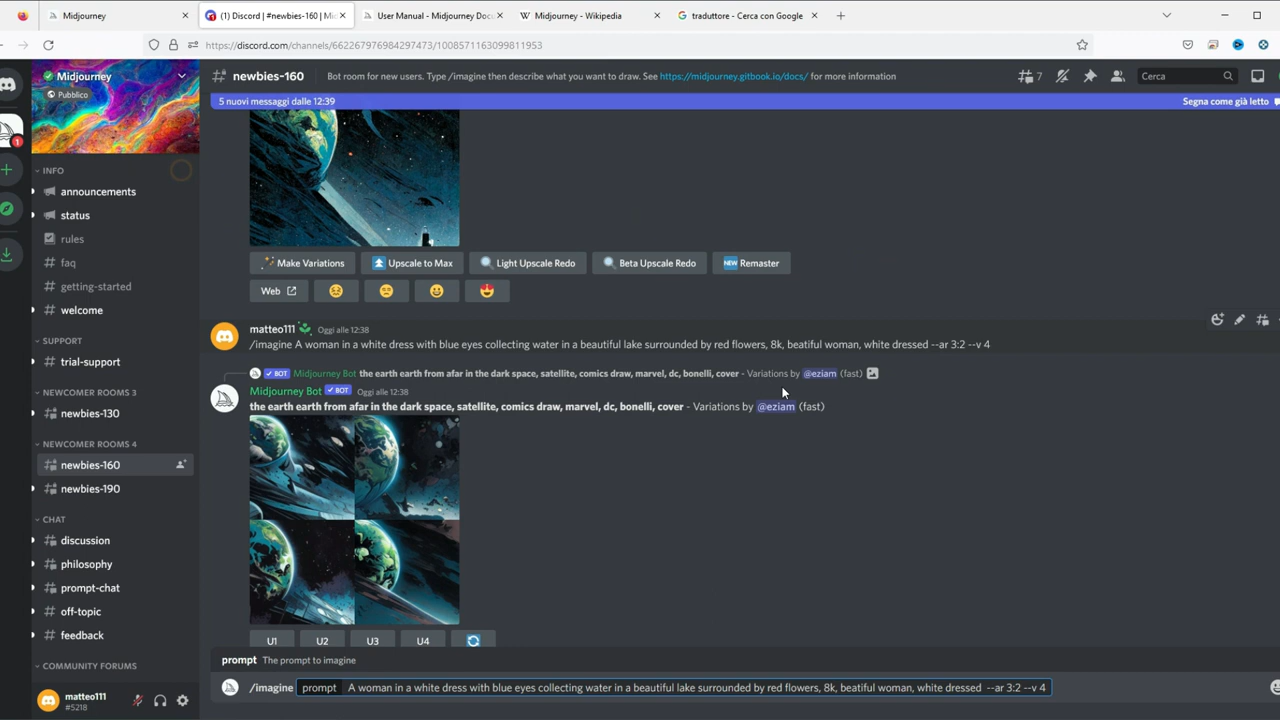 Midjourney
(1) Discord | #newbies-160 | Mi
User Manual - Midjourney Doc
Midjourney - Wikipedia
traduttore - Cerca con Google
https://discord.com/channels/662267976984297473/1008571163099811953
Midjourney
Pubblico
newbies-160
Bot room for new users. Type /imagine then describe what you want to draw. See https://midjourney.gitbook.io/docs/ for more information
7
Cerca
5 nuovi messaggi dalle 12:39
Segna come già letto
1
INFO
announcements
status
rules
faq
getting-started
welcome
SUPPORT
trial-support
NEWCOMER ROOMS 3
newbies-130
NEWCOMER ROOMS 4
newbies-160
newbies-190
CHAT
discussion
philosophy
prompt-chat
off-topic
feedback
COMMUNITY FORUMS
matteo111
#5218
Make Variations
Upscale to Max
Light Upscale Redo
Beta Upscale Redo
NEW Remaster
Web
matteo111 Oggi alle 12:38
/imagine A woman in a white dress with blue eyes collecting water in a beautiful lake surrounded by red flowers, 8k, beatiful woman, white dressed --ar 3:2 --v 4
BOT Midjourney Bot the earth earth from afar in the dark space, satellite, comics draw, marvel, dc, bonelli, cover - Variations by @eziam (fast)
Midjourney Bot BOT Oggi alle 12:38
the earth earth from afar in the dark space, satellite, comics draw, marvel, dc, bonelli, cover - Variations by @eziam (fast)
U1
U2
U3
U4
prompt The prompt to imagine
/imagine prompt A woman in a white dress with blue eyes collecting water in a beautiful lake surrounded by red flowers, 8k, beatiful woman, white dressed --ar 3:2 --v 4